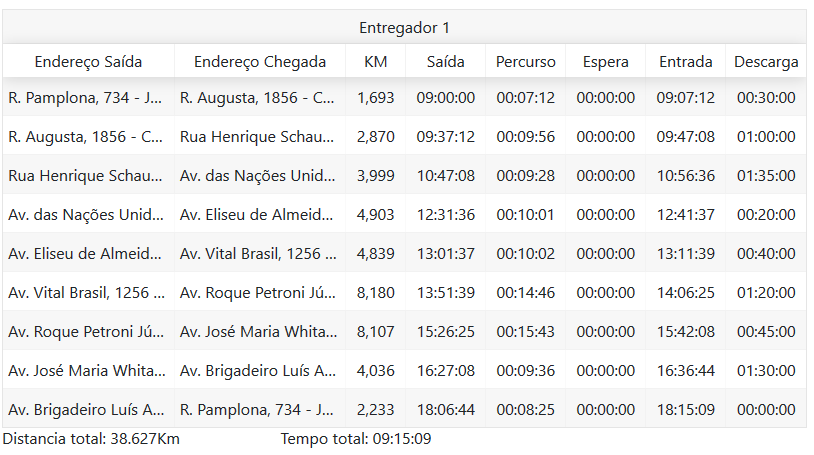 Entregador 1
Endereço Saída Endereço Chegada KM Saída Percurso Espera Entrada Descarga
R. Pamplona, 734 - J... R. Augusta, 1856 - C... 1,693 09:00:00 00:07:12 00:00:00 09:07:12 00:30:00
R. Augusta, 1856 - C... Rua Henrique Schau... 2,870 09:37:12 00:09:56 00:00:00 09:47:08 01:00:00
Rua Henrique Schau... Av. das Nações Unid... 3,999 10:47:08 00:09:28 00:00:00 10:56:36 01:35:00
Av. das Nações Unid... Av. Eliseu de Almeid... 4,903 12:31:36 00:10:01 00:00:00 12:41:37 00:20:00
Av. Eliseu de Almeid... Av. Vital Brasil, 1256 ... 4,839 13:01:37 00:10:02 00:00:00 13:11:39 00:40:00
Av. Vital Brasil, 1256 ... Av. Roque Petroni Jú... 8,180 13:51:39 00:14:46 00:00:00 14:06:25 01:20:00
Av. Roque Petroni Jú... Av. José Maria Whita... 8,107 15:26:25 00:15:43 00:00:00 15:42:08 00:45:00
Av. José Maria Whita... Av. Brigadeiro Luís A... 4,036 16:27:08 00:09:36 00:00:00 16:36:44 01:30:00
Av. Brigadeiro Luís A... R. Pamplona, 734 - J... 2,233 18:06:44 00:08:25 00:00:00 18:15:09 00:00:00
Distancia total: 38.627Km Tempo total: 09:15:09